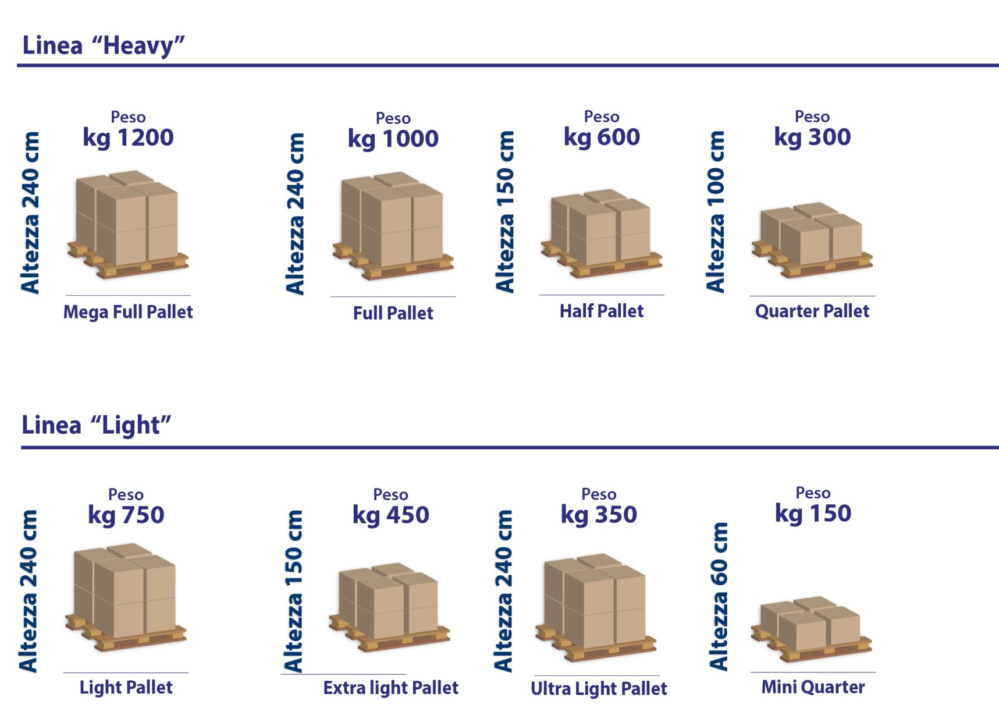 Linea “Heavy”
Peso
kg 1200
Altezza 240 cm
Mega Full Pallet
Peso
kg 1000
Altezza 240 cm
Full Pallet
Peso
kg 600
Altezza 150 cm
Half Pallet
Peso
kg 300
Altezza 100 cm
Quarter Pallet
Linea “Light”
Peso
kg 750
Altezza 240 cm
Light Pallet
Peso
kg 450
Altezza 150 cm
Extra light Pallet
Peso
kg 350
Altezza 240 cm
Ultra Light Pallet
Peso
kg 150
Altezza 60 cm
Mini Quarter